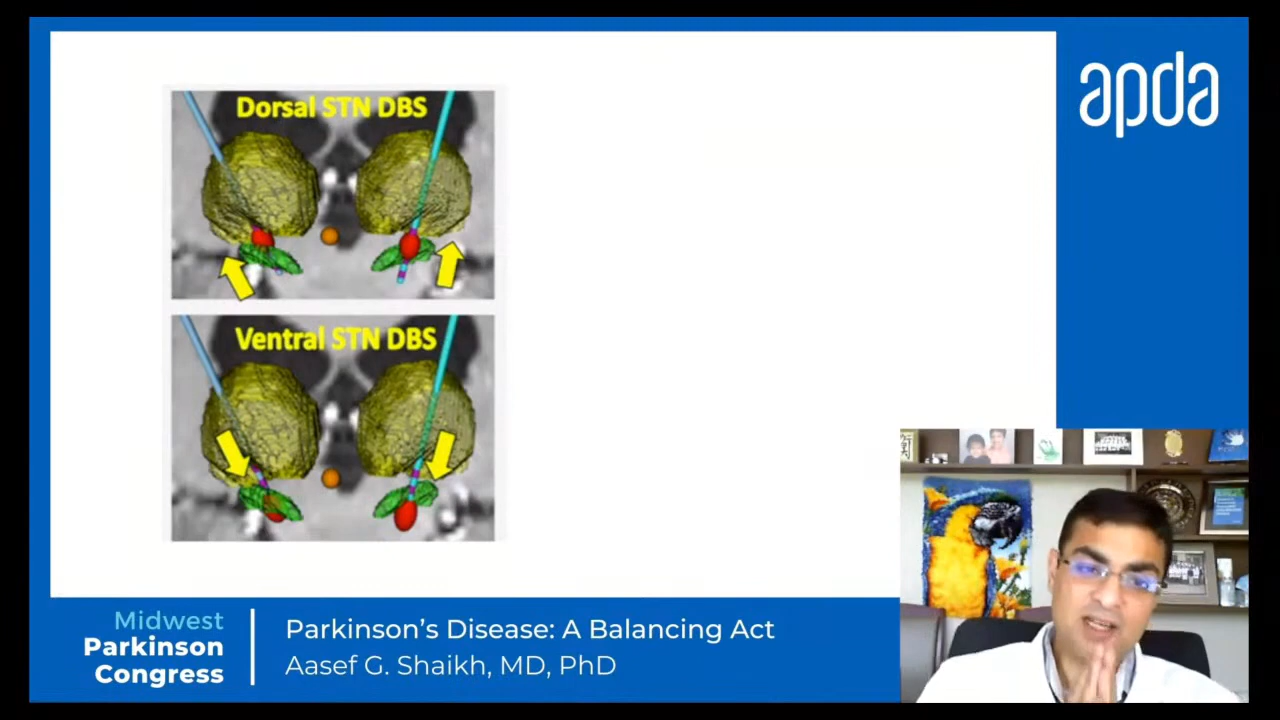 Dorsal STN DBS
Ventral STN DBS
apda
Midwest
Parkinson
Congress
Parkinson's Disease: A Balancing Act
Aasef G. Shaikh, MD, PhD